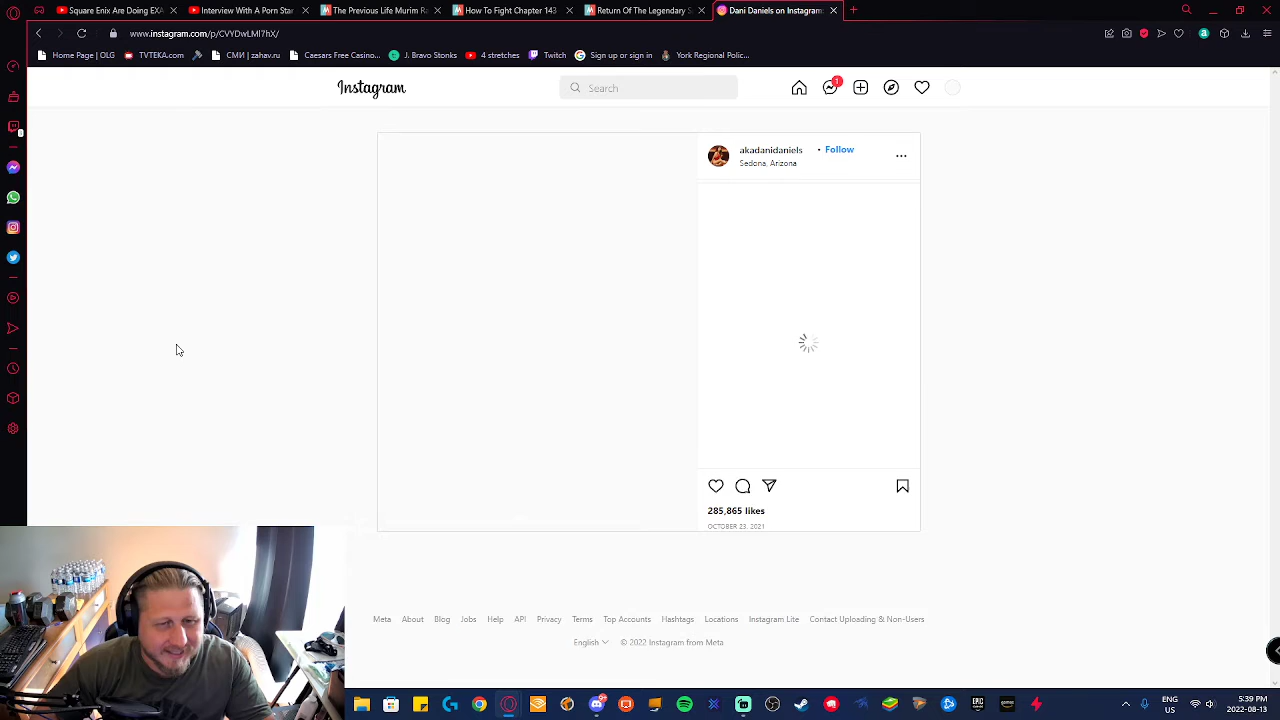 Square Enix Are Doing EXA
Interview With A Porn Star
The Previous Life Murim Ra
How To Fight Chapter 143
Return Of The Legendary S
Dani Daniels on Instagram
www.instagram.com/p/CVYDwLMl7hX/
Home Page | OLG
TVTEKA.com
СМИ | zahav.ru
Caesars Free Casino...
J. Bravo Stonks
4 stretches
Twitch
Sign up or sign in
York Regional Polic...
Instagram
Search
1
akadanidaniels • Follow
Sedona, Arizona
285,865 likes
OCTOBER 23, 2021
Meta About Blog Jobs Help API Privacy Terms Top Accounts Hashtags Locations Instagram Lite Contact Uploading & Non-Users
English © 2022 Instagram from Meta
ENG 5:39 PM
US 2022-08-13